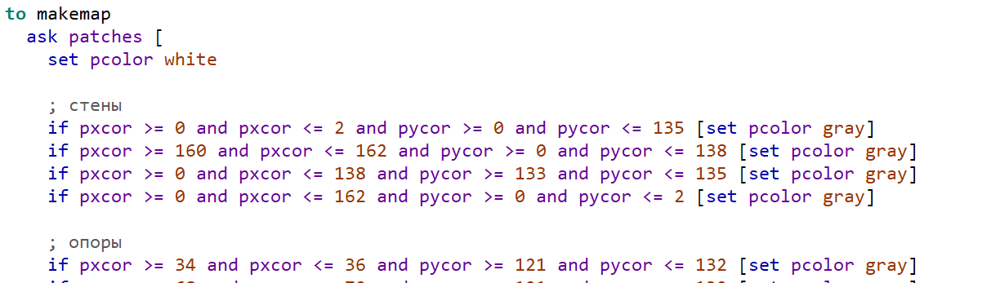 to makemap
ask patches [
set pcolor white
; стены
if pxcor >= 0 and pxcor <= 2 and pycor >= 0 and pycor <= 135 [set pcolor gray]
if pxcor >= 160 and pxcor <= 162 and pycor >= 0 and pycor <= 138 [set pcolor gray]
if pxcor >= 0 and pxcor <= 138 and pycor >= 133 and pycor <= 135 [set pcolor gray]
if pxcor >= 0 and pxcor <= 162 and pycor >= 0 and pycor <= 2 [set pcolor gray]
; опоры
if pxcor >= 34 and pxcor <= 36 and pycor >= 121 and pycor <= 132 [set pcolor gray]